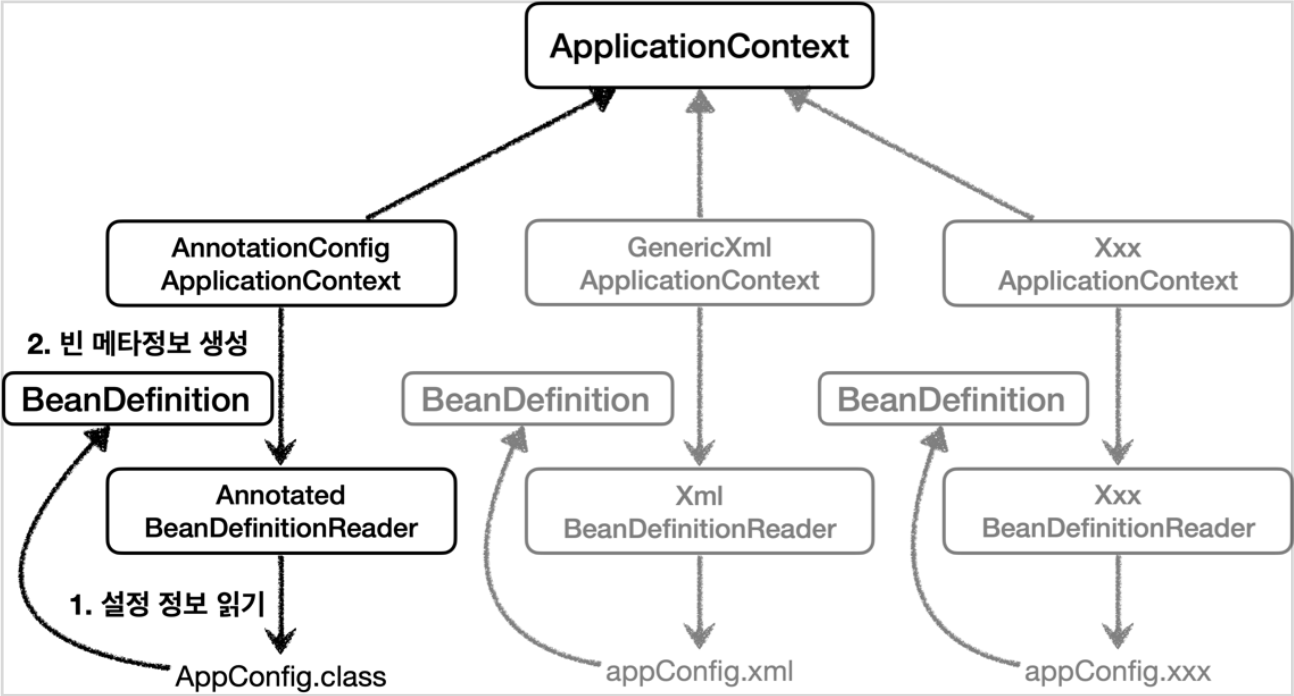 ApplicationContext
AnnotationConfig
ApplicationContext
GenericXml
ApplicationContext
Xxx
ApplicationContext
2. 빈 메타정보 생성
BeanDefinition
BeanDefinition
BeanDefinition
Annotated
BeanDefinitionReader
Xml
BeanDefinitionReader
Xxx
BeanDefinitionReader
1. 설정 정보 읽기
AppConfig.class
appConfig.xml
appConfig.xxx